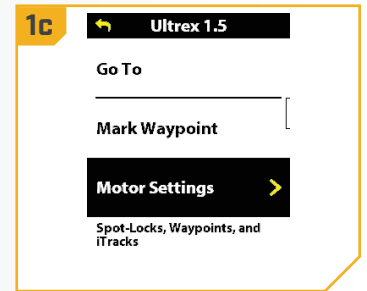 1c
Ultrex 1.5
Go To
Mark Waypoint
Motor Settings
Spot-Locks, Waypoints, and
iTracks